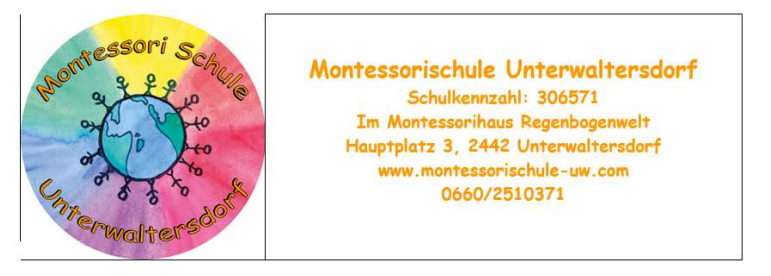 Montessori Schule
Unterwaltersdorf
Montessorischule Unterwaltersdorf
Schulkennzahl: 306571
Im Montessorihaus Regenbogenwelt
Hauptplatz 3, 2442 Unterwaltersdorf
www.montessorischule-uw.com
0660/2510371